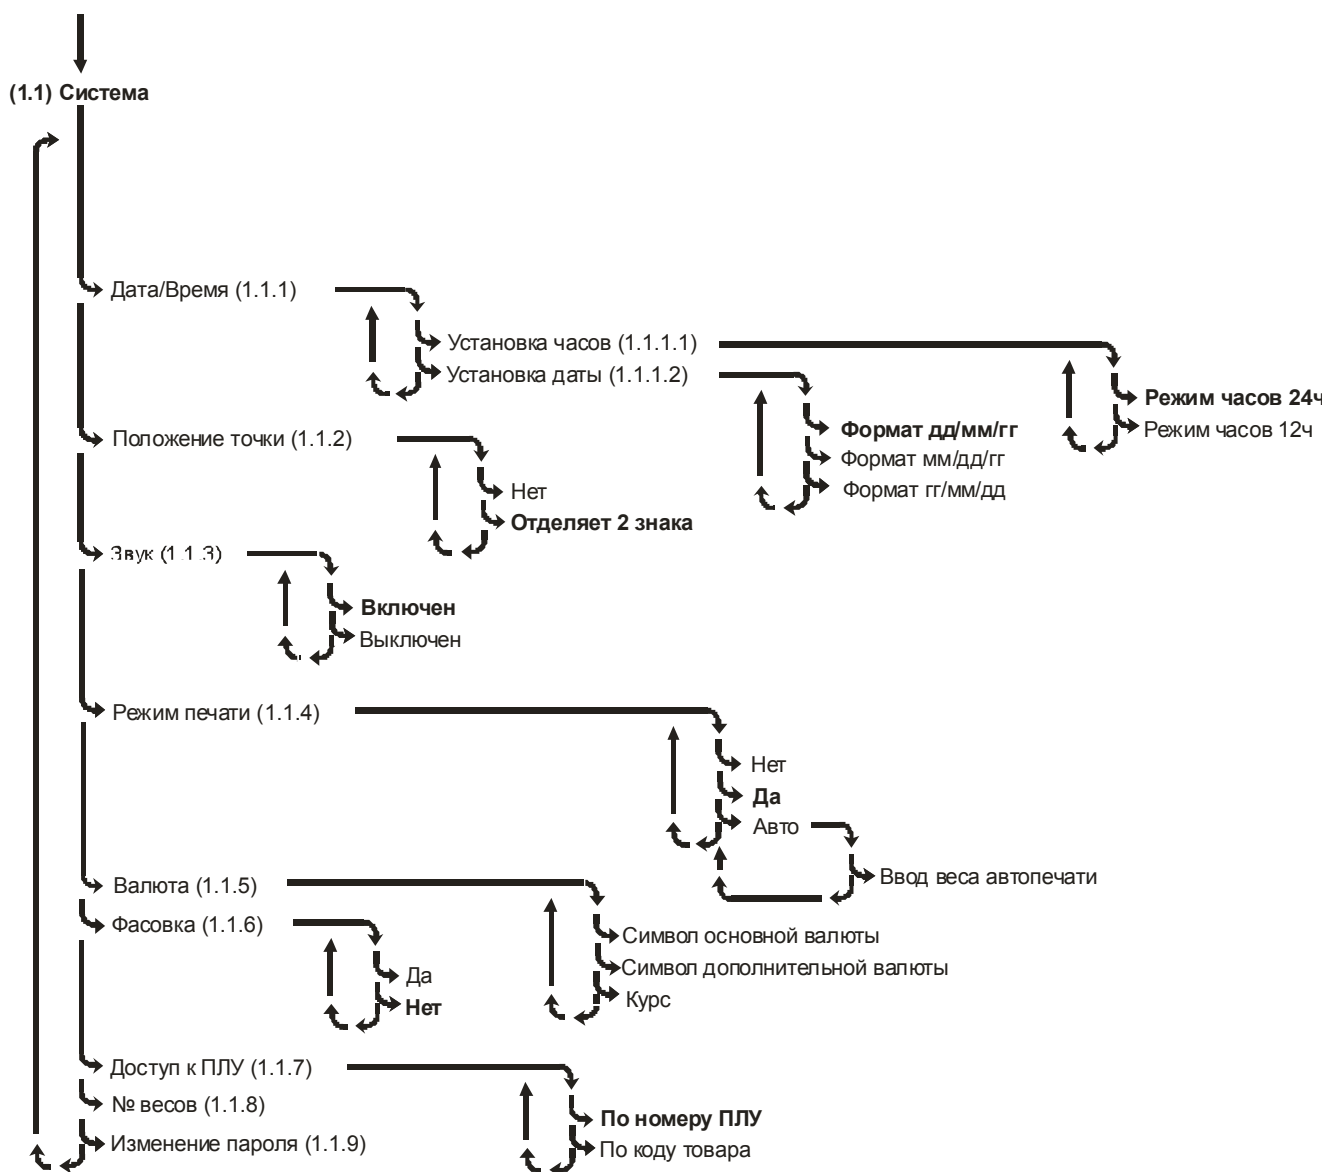 (1.1) Система
Дата/Время (1.1.1)
Установка часов (1.1.1.1)
Установка даты (1.1.1.2)
Режим часов 24ч
Режим часов 12ч
Формат дд/мм/гг
Формат мм/дд/гг
Формат гг/мм/дд
Положение точки (1.1.2)
Нет
Отделяет 2 знака
Звук (1.1.3)
Включен
Выключен
Режим печати (1.1.4)
Нет
Да
Авто
Ввод веса автопечати
Валюта (1.1.5)
Символ основной валюты
Символ дополнительной валюты
Курс
Фасовка (1.1.6)
Да
Нет
Доступ к ПЛУ (1.1.7)
По номеру ПЛУ
По коду товара
№ весов (1.1.8)
Изменение пароля (1.1.9)